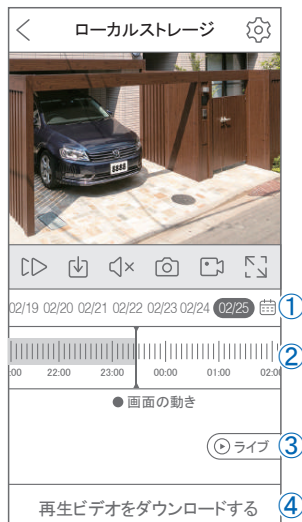 ローカルストレージ
8888
02/19 02/20 02/21 02/22 02/23 02/24 02/25 ①
②
:00 22:00 23:00 00:00 01:00 02:0
●画面の動き
ライブ ③
再生ビデオをダウンロードする ④